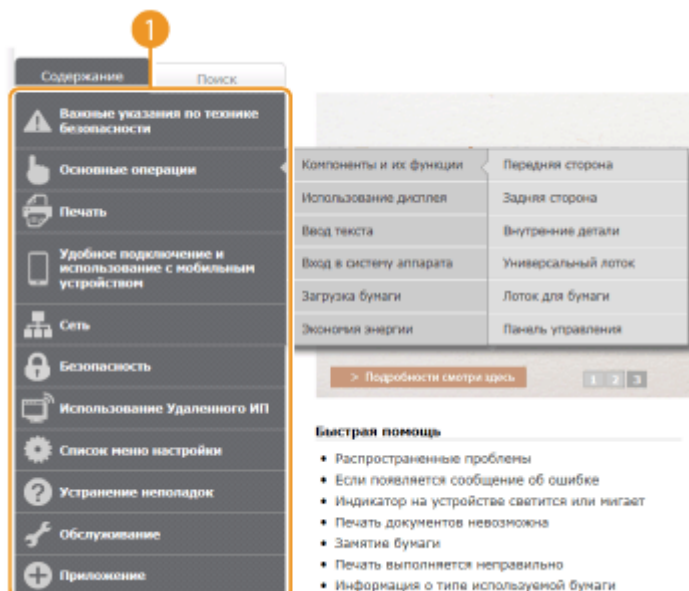 1
Содержание
Поиск
Важные указания по технике
безопасности
Основные операции
Печать
Удобное подключение и
использование с мобильным
устройством
Сеть
Безопасность
Использование Удаленного ИП
Список меню настройки
Устранение неполадок
Обслуживание
Приложение
Компоненты и их функции
Использование дисплея
Ввод текста
Вход в систему аппарата
Загрузка бумаги
Экономия энергии
Передняя сторона
Задняя сторона
Внутренние детали
Универсальный лоток
Лоток для бумаги
Панель управления
> Подробности смотри здесь
1 2 3
Быстрая помощь
• Распространенные проблемы
• Если появляется сообщение об ошибке
• Индикатор на устройстве светится или мигает
• Печать документов невозможна
• Замятие бумаги
• Печать выполняется неправильно
• Информация о типе используемой бумаги